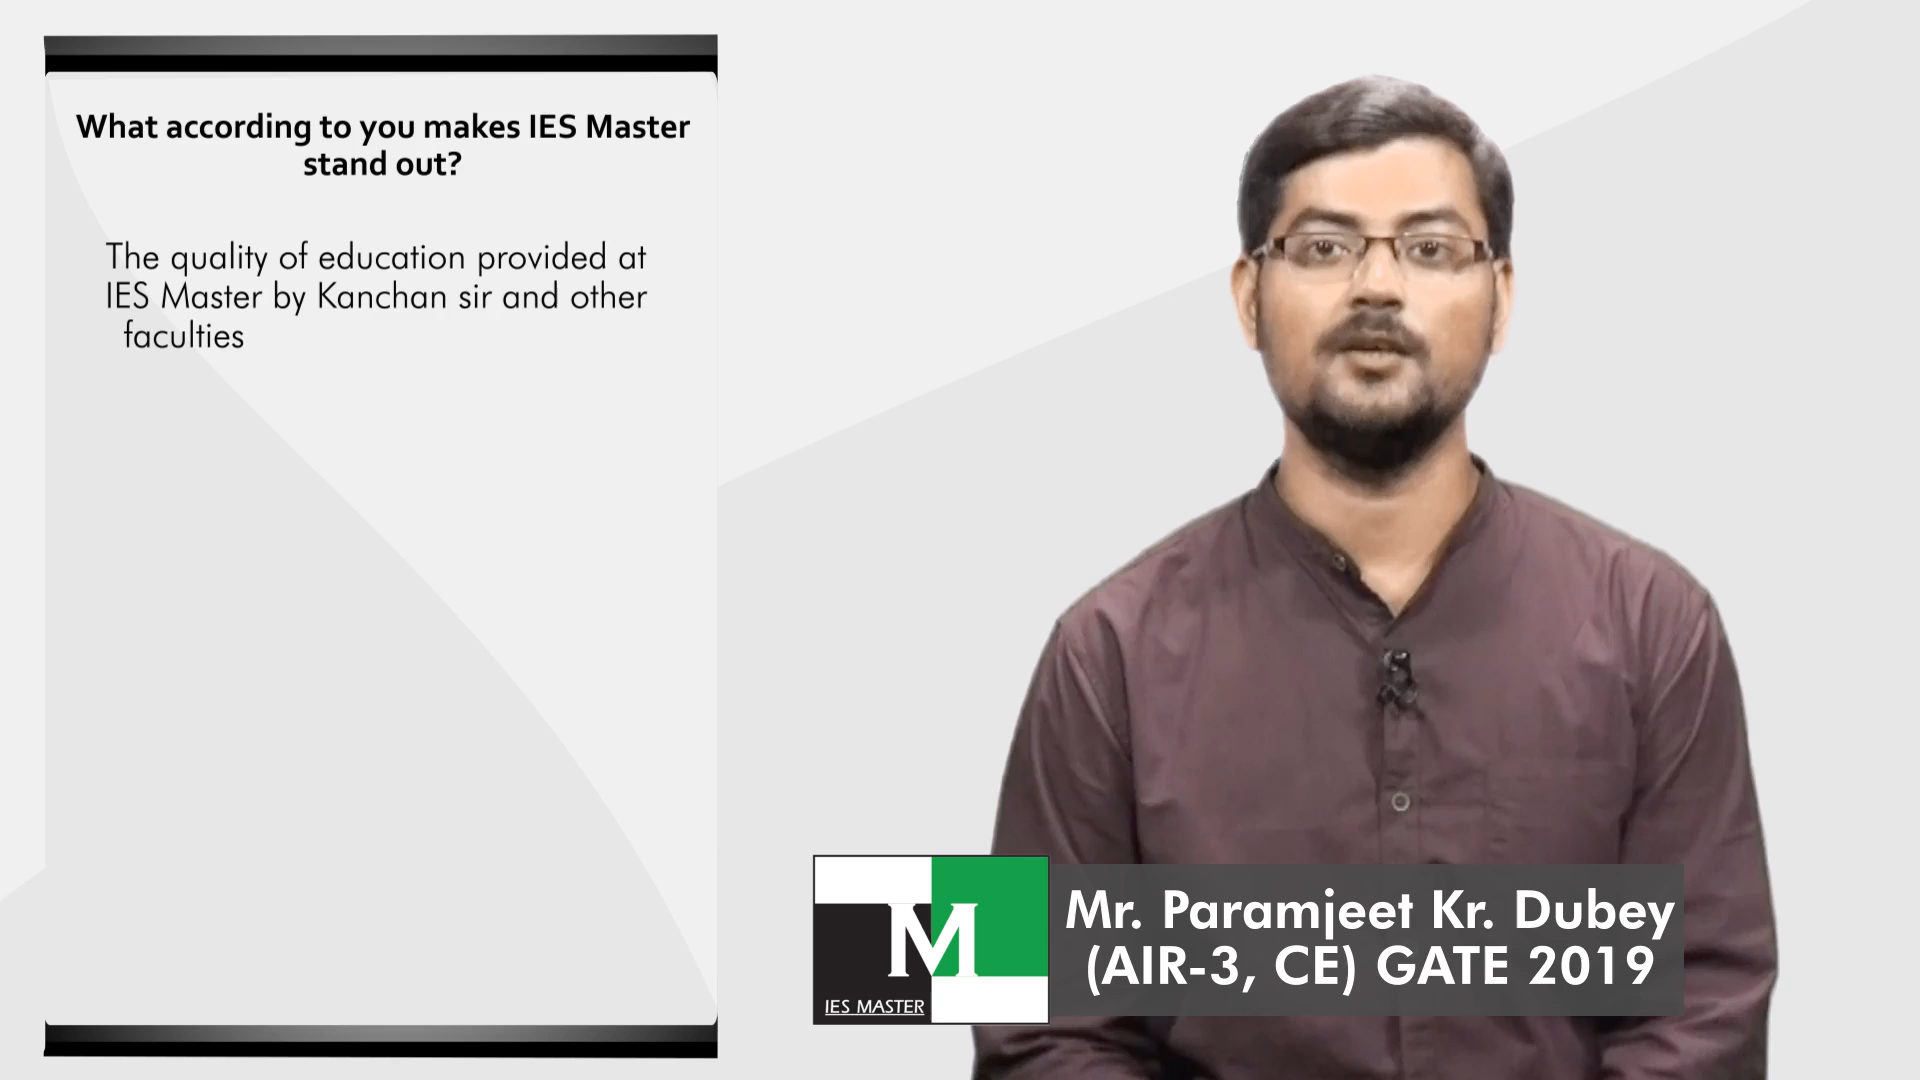 What according to you makes IES Master
stand out?
The quality of education provided at
IES Master by Kanchan sir and other
faculties
M
IES MASTER
Mr. Paramjeet Kr. Dubey
(AIR-3, CE) GATE 2019